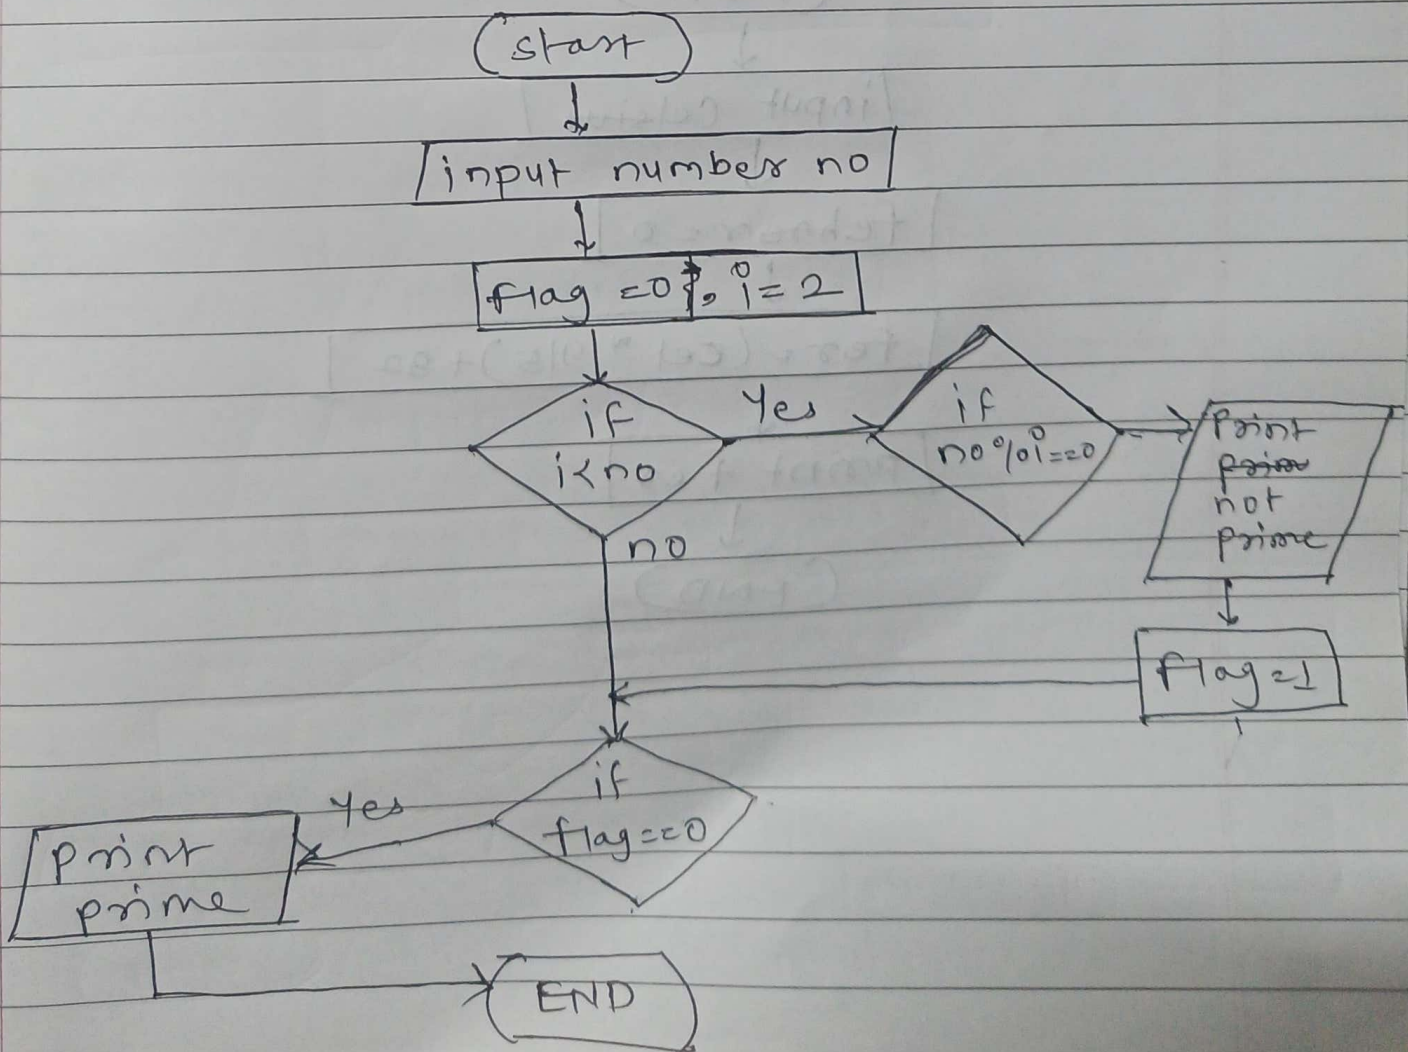 start
input number no
flag =0, i=2
if
i<no
Yes
no
if
no%i==0
Print
not
prime
flag=1
if
flag==0
Yes
print
prime
END